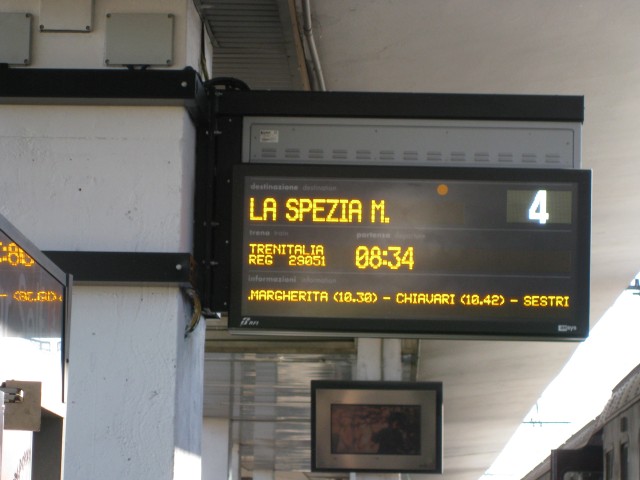 destinazione destination
LA SPEZIA M.
4
treno train
partenza departure
TRENITALIA
REG 29051
08:34
informazioni information
.MARGHERITA (10.30) - CHIAVARI (10.42) - SESTRI